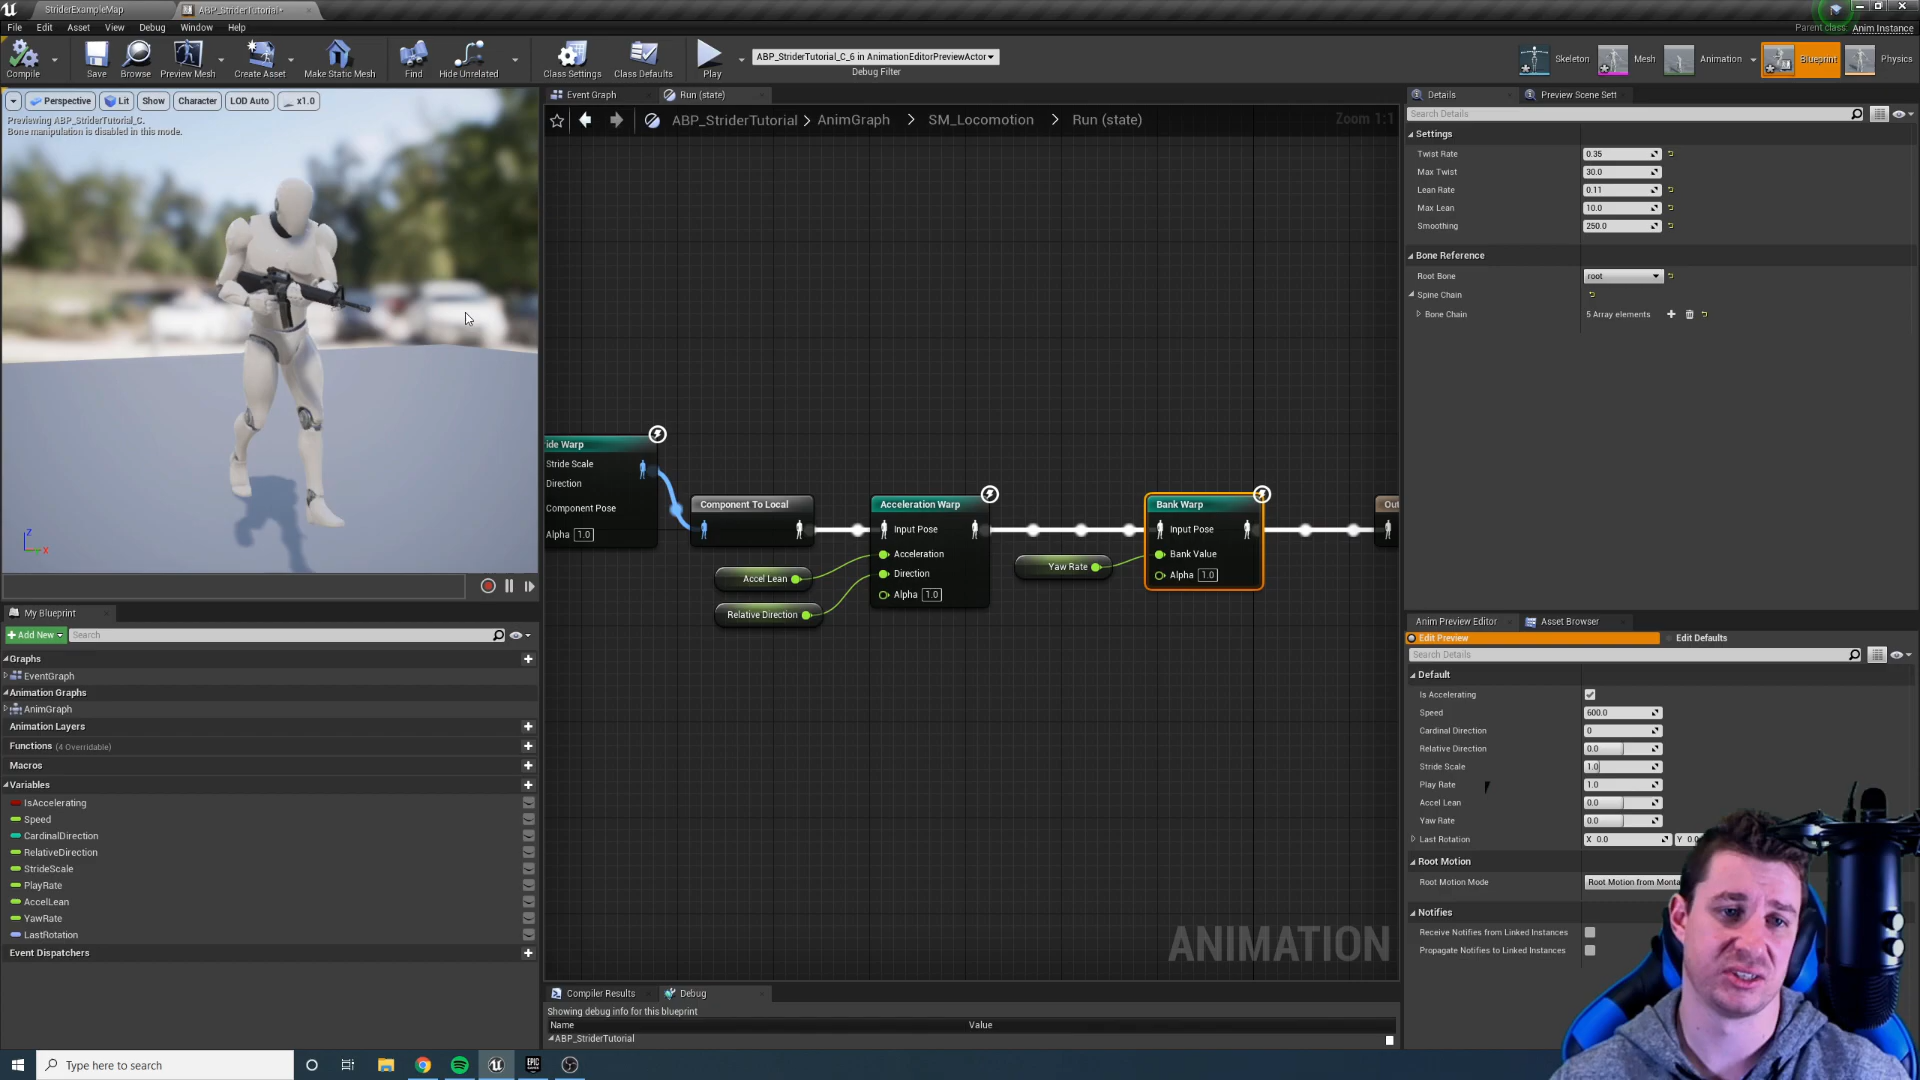 StriderExampleMap
ABP_StriderTutorial*
File Edit Asset View Debug Window Help
Parent class: Anim Instance
Compile Save Browse Preview Mesh Create Asset Make Static Mesh Find Hide Unrelated Class Settings Class Defaults Play
ABP_StriderTutorial_C_6 in AnimationEditorPreviewActor
Debug Filter
Skeleton Mesh Animation Blueprint Physics
Perspective Lit Show Character LOD Auto x1.0
Previewing ABP_StriderTutorial_C.
Bone manipulation is disabled in this mode.
Z
X
Event Graph Run (state)
ABP_StriderTutorial > AnimGraph > SM_Locomotion > Run (state)
Zoom 1:1
ide Warp
Stride Scale
Direction
Component Pose
Alpha 1.0
Component To Local
Acceleration Warp
Input Pose
Acceleration
Direction
Alpha 1.0
Accel Lean
Relative Direction
Yaw Rate
Bank Warp
Input Pose
Bank Value
Alpha 1.0
Out
ANIMATION
Compiler Results Debug
Showing debug info for this blueprint
Name Value
ABP_StriderTutorial
My Blueprint
Add New Search
Graphs
EventGraph
Animation Graphs
AnimGraph
Animation Layers
Functions (4 Overridable)
Macros
Variables
IsAccelerating
Speed
CardinalDirection
RelativeDirection
StrideScale
PlayRate
AccelLean
YawRate
LastRotation
Event Dispatchers
Details Preview Scene Sett
Search Details
Settings
Twist Rate 0.35
Max Twist 30.0
Lean Rate 0.11
Max Lean 10.0
Smoothing 250.0
Bone Reference
Root Bone root
Spine Chain
Bone Chain 5 Array elements
Anim Preview Editor Asset Browser
Edit Preview Edit Defaults
Search Details
Default
Is Accelerating
Speed 600.0
Cardinal Direction 0
Relative Direction 0.0
Stride Scale 1.0
Play Rate 1.0
Accel Lean 0.0
Yaw Rate 0.0
Last Rotation X 0.0 Y 0.0
Root Motion
Root Motion Mode Root Motion from Monta
Notifies
Receive Notifies from Linked Instances
Propagate Notifies to Linked Instances
Type here to search
EPIC